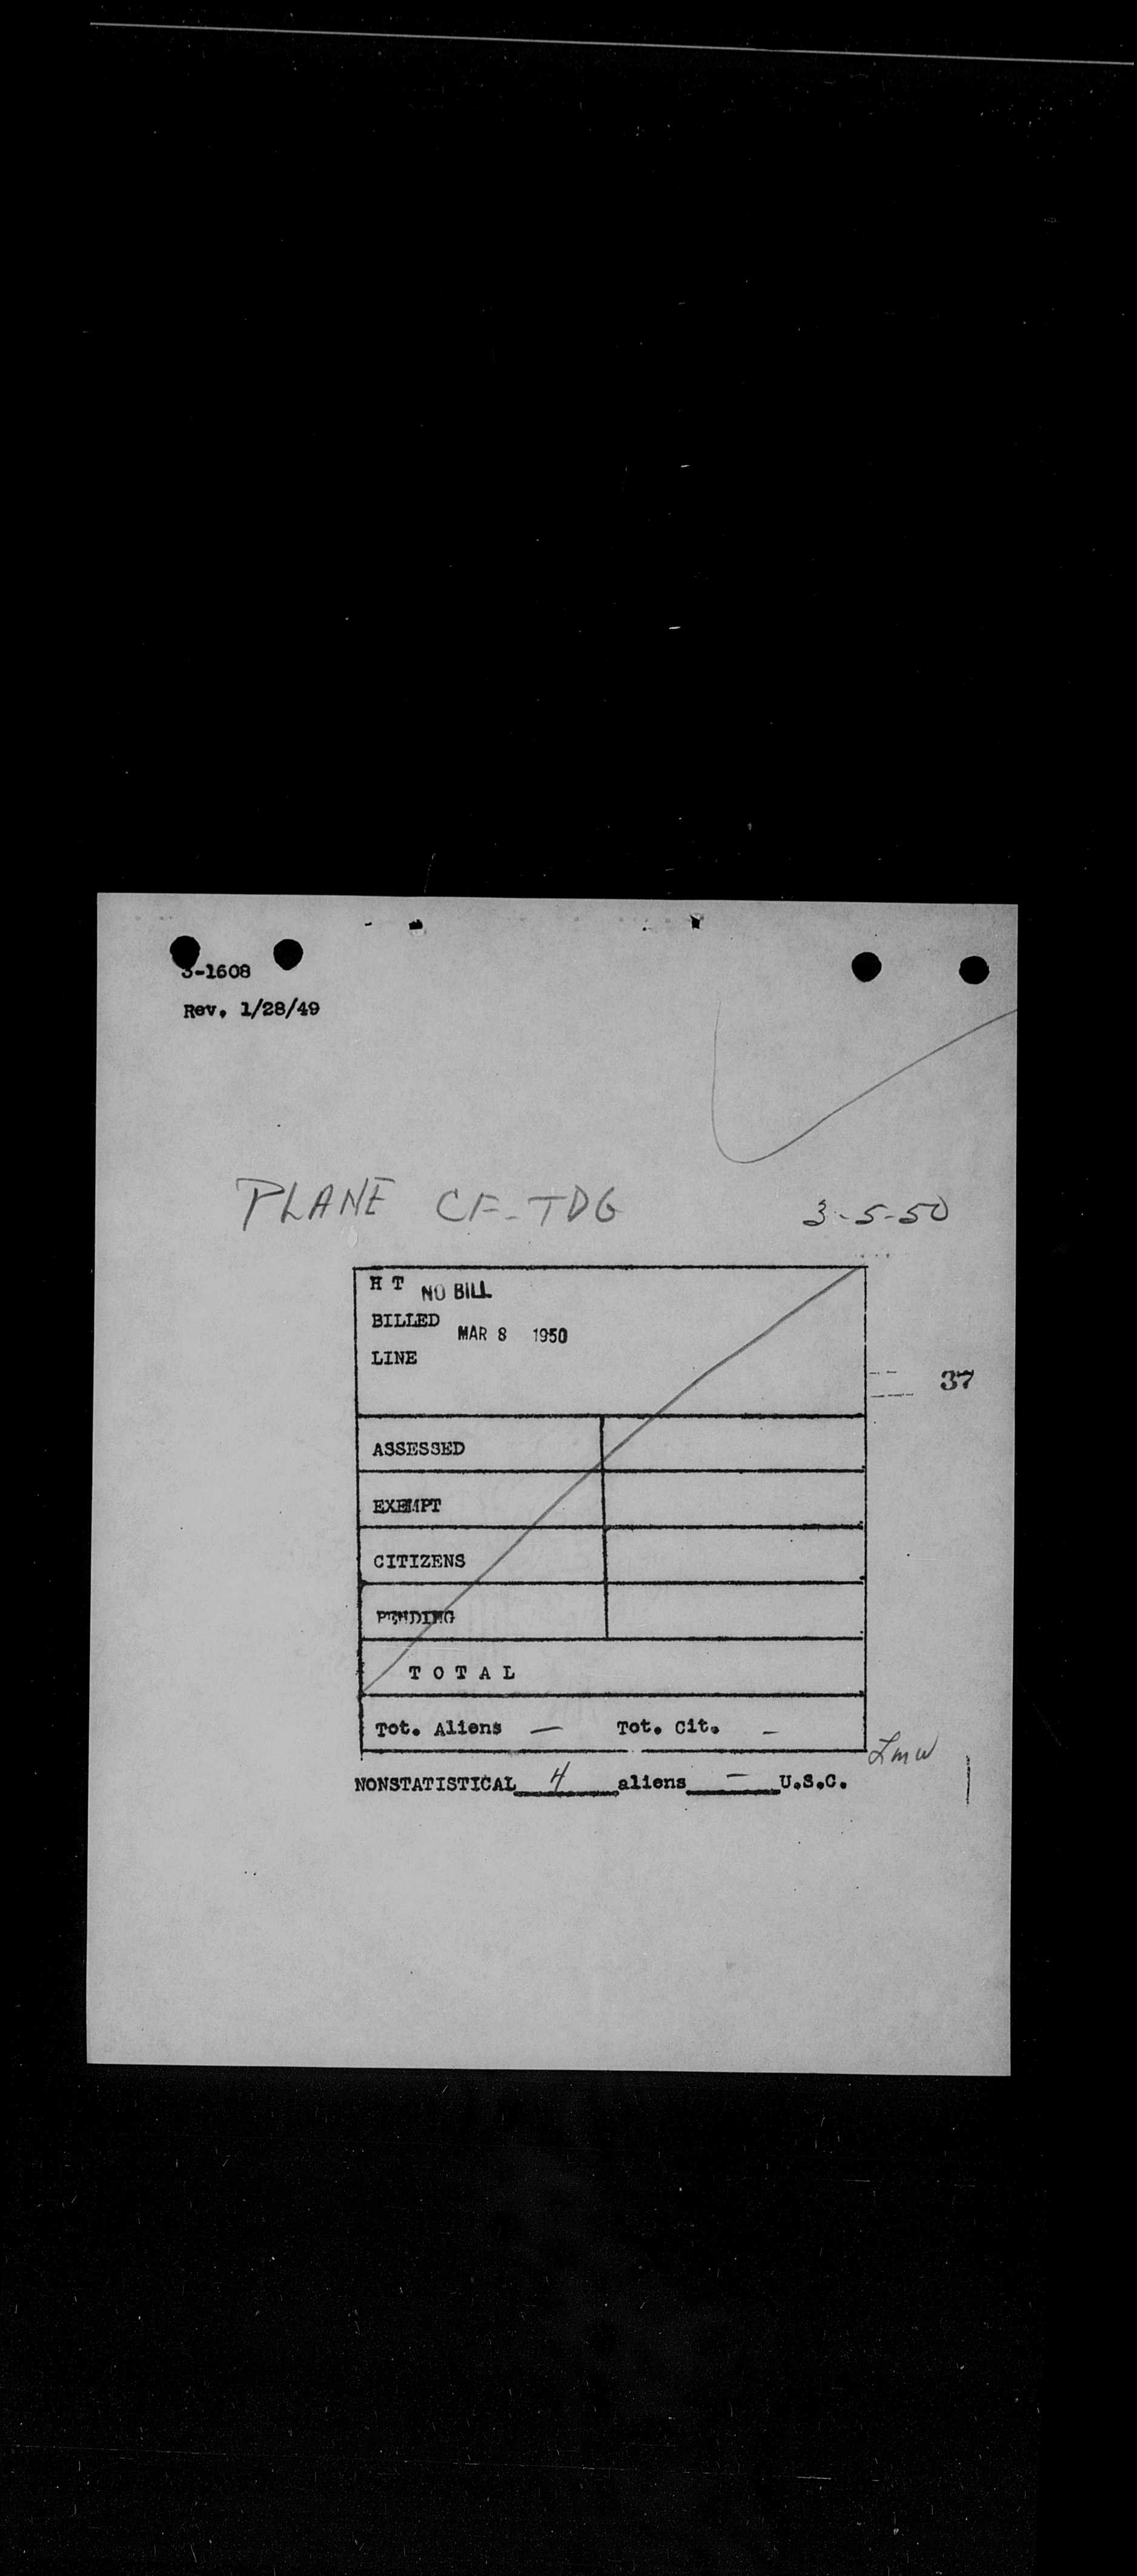 3-1608
Rev. 1/28/49
PLANE CF-TDG 3-5-50
H T NO BILL
BILLED MAR 8 1950
LINE
37
ASSESSED
EXEMPT
CITIZENS
PENDING
T O T A L
Tot. Aliens — Tot. Cit. –
Lmw
NONSTATISTICAL 4 aliens – U.S.C.